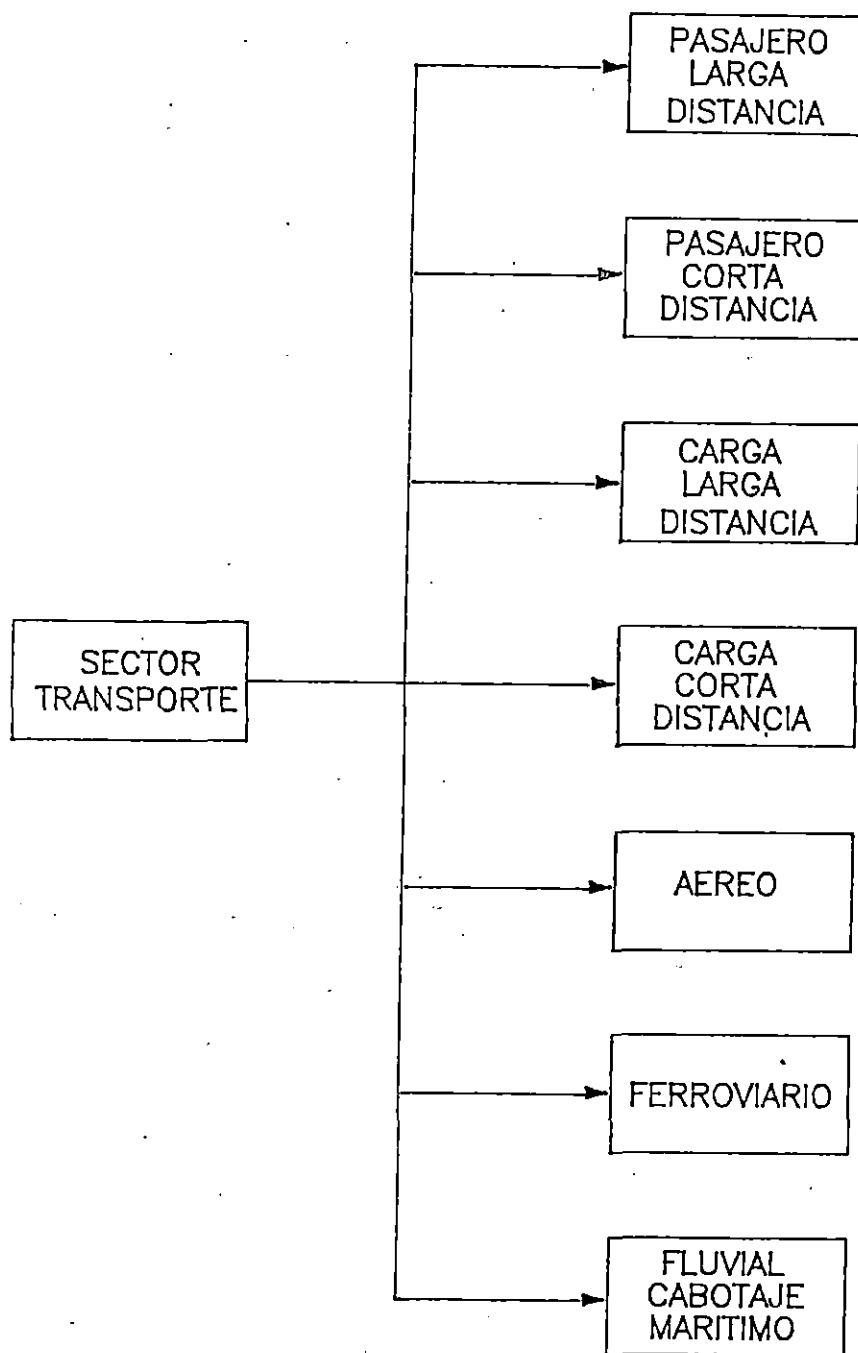 PASAJERO
LARGA
DISTANCIA
PASAJERO
CORTA
DISTANCIA
CARGA
LARGA
DISTANCIA
SECTOR
TRANSPORTE
CARGA
CORTA
DISTANCIA
AEREO
FERROVIARIO
FLUVIAL
CABOTAJE
MARITIMO